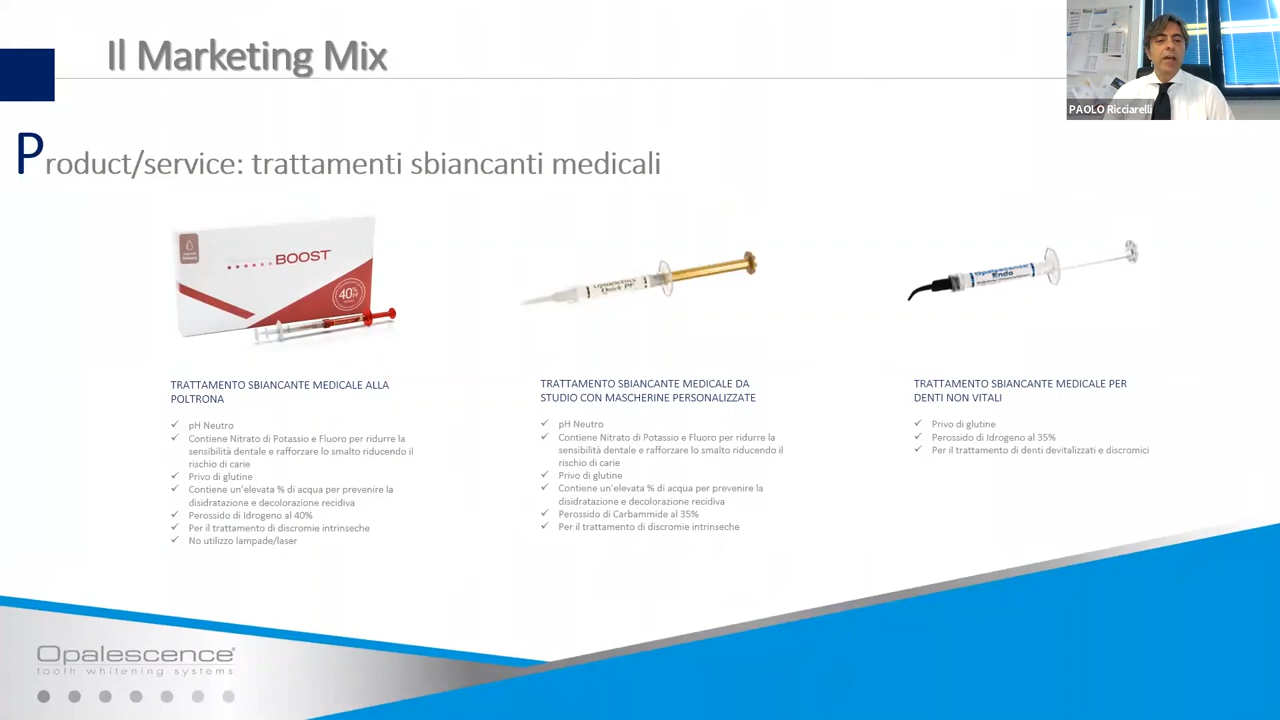 Il Marketing Mix
PAOLO Ricciarelli
Product/service: trattamenti sbiancanti medicali
BOOST
40%
Opalescence
Quick PF
Opalescence
Endo
TRATTAMENTO SBIANCANTE MEDICALE ALLA
POLTRONA
✓ pH Neutro
✓ Contiene Nitrato di Potassio e Fluoro per ridurre la
sensibilità dentale e rafforzare lo smalto riducendo il
rischio di carie
✓ Privo di glutine
✓ Contiene un'elevata % di acqua per prevenire la
disidratazione e decolorazione recidiva
✓ Perossido di Idrogeno al 40%
✓ Per il trattamento di discromie intrinseche
✓ No utilizzo lampade/laser
TRATTAMENTO SBIANCANTE MEDICALE DA
STUDIO CON MASCHERINE PERSONALIZZATE
✓ pH Neutro
✓ Contiene Nitrato di Potassio e Fluoro per ridurre la
sensibilità dentale e rafforzare lo smalto riducendo il
rischio di carie
✓ Privo di glutine
✓ Contiene un'elevata % di acqua per prevenire la
disidratazione e decolorazione recidiva
✓ Perossido di Carbammide al 35%
✓ Per il trattamento di discromie intrinseche
TRATTAMENTO SBIANCANTE MEDICALE PER
DENTI NON VITALI
✓ Privo di glutine
✓ Perossido di Idrogeno al 35%
✓ Per il trattamento di denti devitalizzati e discromici
Opalescence®
tooth whitening systems